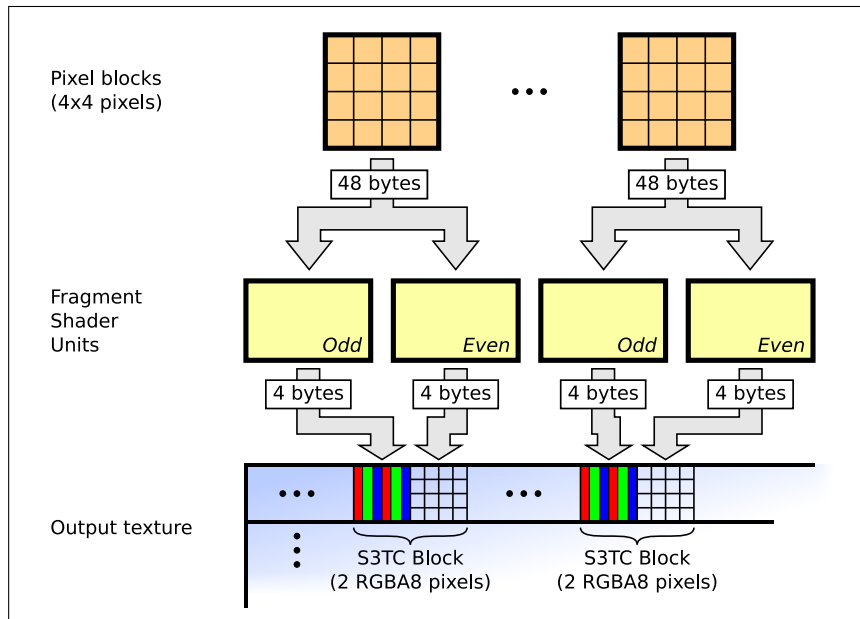 Pixel blocks
(4x4 pixels)
48 bytes
48 bytes
Fragment
Shader
Units
Odd
Even
Odd
Even
4 bytes
4 bytes
4 bytes
4 bytes
Output texture
S3TC Block
(2 RGBA8 pixels)
S3TC Block
(2 RGBA8 pixels)